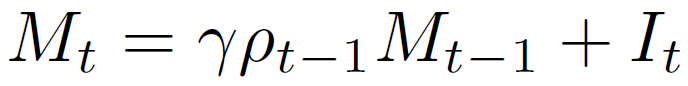 M_t = γρ_{t−1}M_{t−1} + I_t